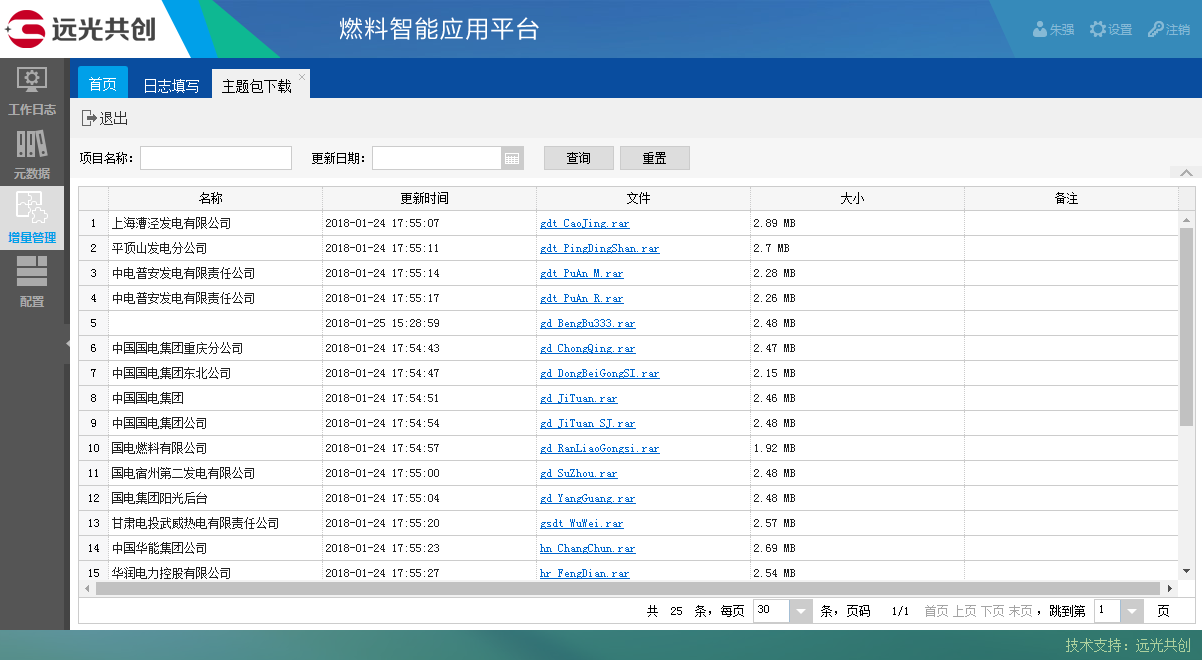 远光共创
燃料智能应用平台
朱强 设置 注销
首页 日志填写 主题包下载
工作日志
元数据
增量管理
配置
退出
项目名称: 更新日期: 查询 重置
名称 更新时间 文件 大小 备注
1 上海漕泾发电有限公司 2018-01-24 17:55:07 gdt_CaoJing.rar 2.89 MB
2 平顶山发电分公司 2018-01-24 17:55:11 gdt_PingDingShan.rar 2.7 MB
3 中电普安发电有限责任公司 2018-01-24 17:55:14 gdt_PuAn_M.rar 2.28 MB
4 中电普安发电有限责任公司 2018-01-24 17:55:17 gdt_PuAn_R.rar 2.26 MB
5 2018-01-25 15:28:59 gd_BengBu333.rar 2.48 MB
6 中国国电集团重庆分公司 2018-01-24 17:54:43 gd_ChongQing.rar 2.47 MB
7 中国国电集团东北公司 2018-01-24 17:54:47 gd_DongBeiGongSI.rar 2.15 MB
8 中国国电集团 2018-01-24 17:54:51 gd_JiTuan.rar 2.46 MB
9 中国国电集团公司 2018-01-24 17:54:54 gd_JiTuan_SJ.rar 2.48 MB
10 国电燃料有限公司 2018-01-24 17:54:57 gd_RanLiaoGongsi.rar 1.92 MB
11 国电宿州第二发电有限公司 2018-01-24 17:55:00 gd_SuZhou.rar 2.48 MB
12 国电集团阳光后台 2018-01-24 17:55:04 gd_YangGuang.rar 2.48 MB
13 甘肃电投武威热电有限责任公司 2018-01-24 17:55:20 gsdt_WuWei.rar 2.57 MB
14 中国华能集团公司 2018-01-24 17:55:23 hn_ChangChun.rar 2.69 MB
15 华润电力控股有限公司 2018-01-24 17:55:27 hr_FengDian.rar 2.54 MB
共 25 条，每页 30 条，页码 1/1 首页 上页 下页 末页，跳到第 1 页
技术支持：远光共创